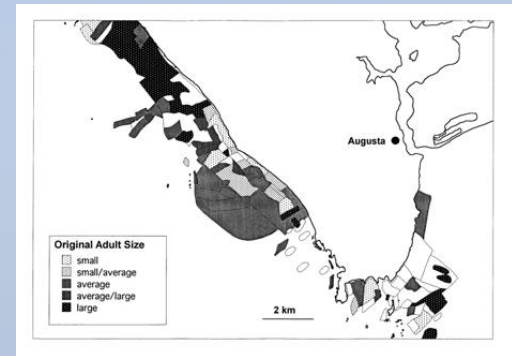 Augusta
Original Adult Size
small
small/average
average
average/large
large
2 km